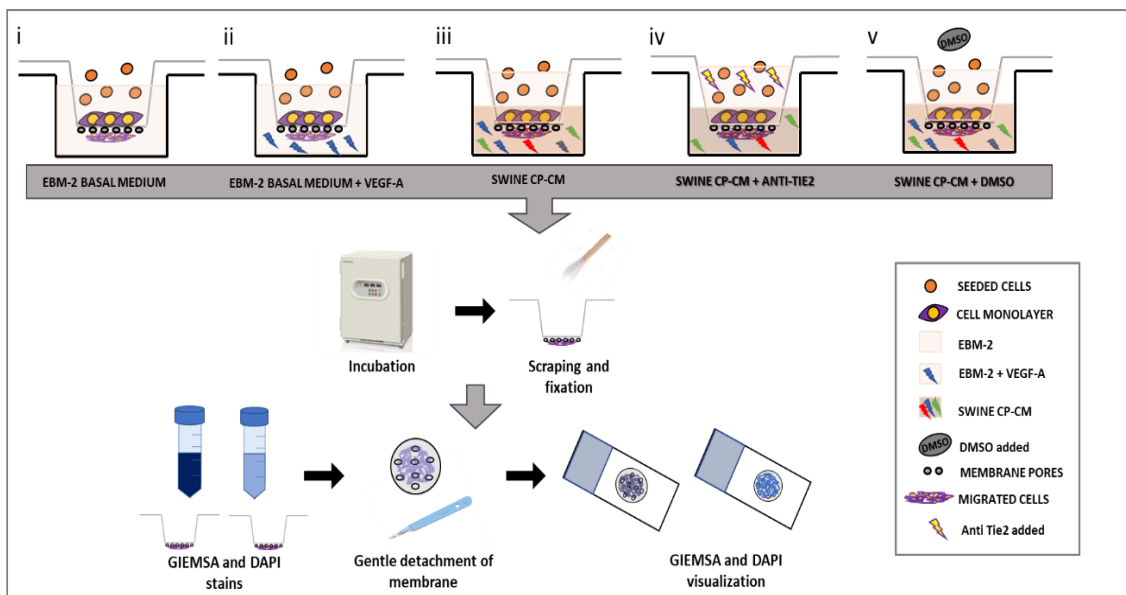 i
ii
iii
iv
v
DMSO
EBM-2 BASAL MEDIUM
EBM-2 BASAL MEDIUM + VEGF-A
SWINE CP-CM
SWINE CP-CM + ANTI-TIE2
SWINE CP-CM + DMSO
Incubation
Scraping and
fixation
GIEMSA and DAPI
stains
Gentle detachment of
membrane
GIEMSA and DAPI
visualization
SEEDED CELLS
CELL MONOLAYER
EBM-2
EBM-2 + VEGF-A
SWINE CP-CM
DMSO
DMSO added
MEMBRANE PORES
MIGRATED CELLS
Anti Tie2 added